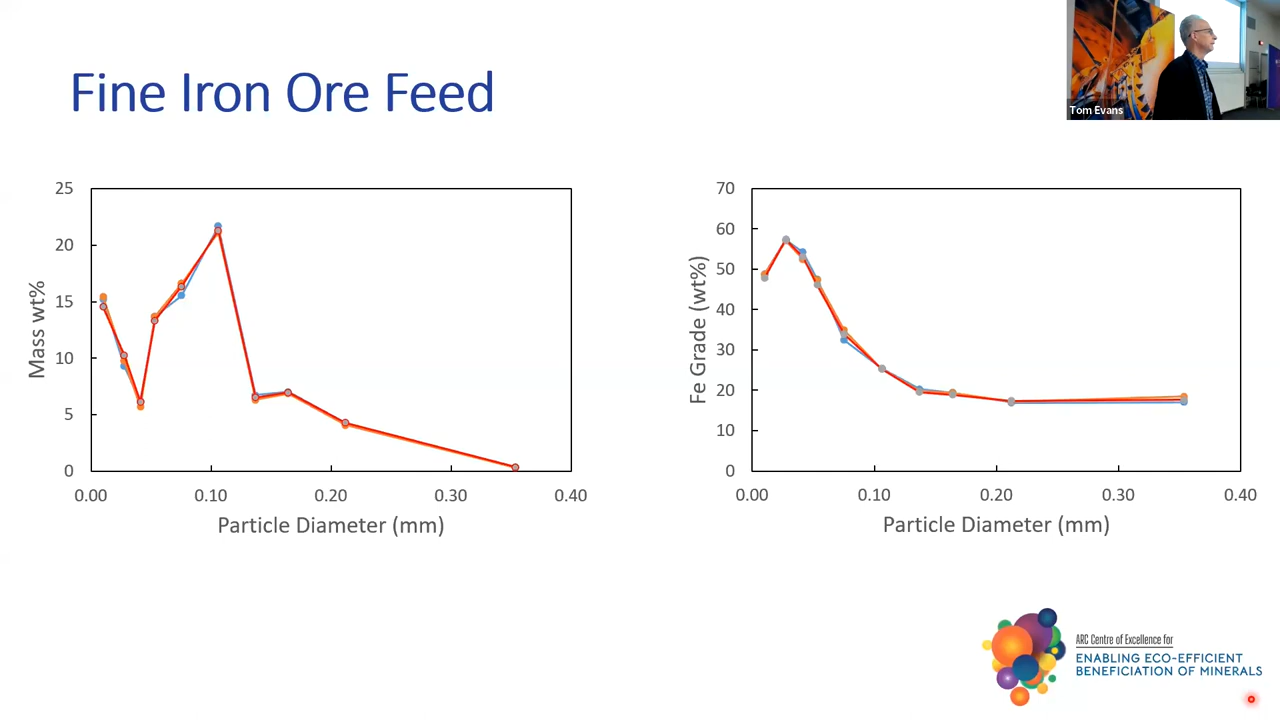 Tom Evans
Fine Iron Ore Feed
25
20
15
10
5
0
Mass wt%
0.00
0.10
0.20
0.30
0.40
Particle Diameter (mm)
70
60
50
40
30
20
10
0
Fe Grade (wt%)
0.00
0.10
0.20
0.30
0.40
Particle Diameter (mm)
ARC Centre of Excellence for
ENABLING ECO-EFFICIENT
BENEFICIATION OF MINERALS